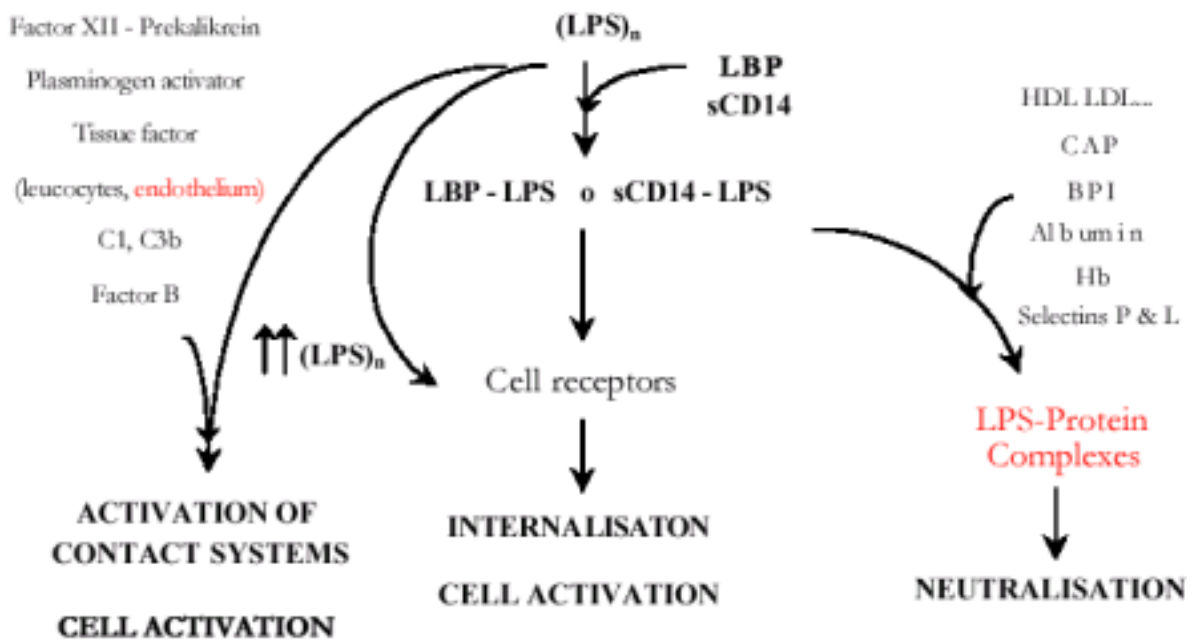 Factor XII - Prekalikrein
Plasminogen activator
Tissue factor
(leucocytes, endothelium)
C1, C3b
Factor B
(LPS)n
LBP
sCD14
LBP - LPS o sCD14 - LPS
HDL LDL...
CAP
BPI
Albumin
Hb
Selectins P & L
(LPS)n
Cell receptors
LPS-Protein
Complexes
ACTIVATION OF
CONTACT SYSTEMS
CELL ACTIVATION
INTERNALISATON
CELL ACTIVATION
NEUTRALISATION